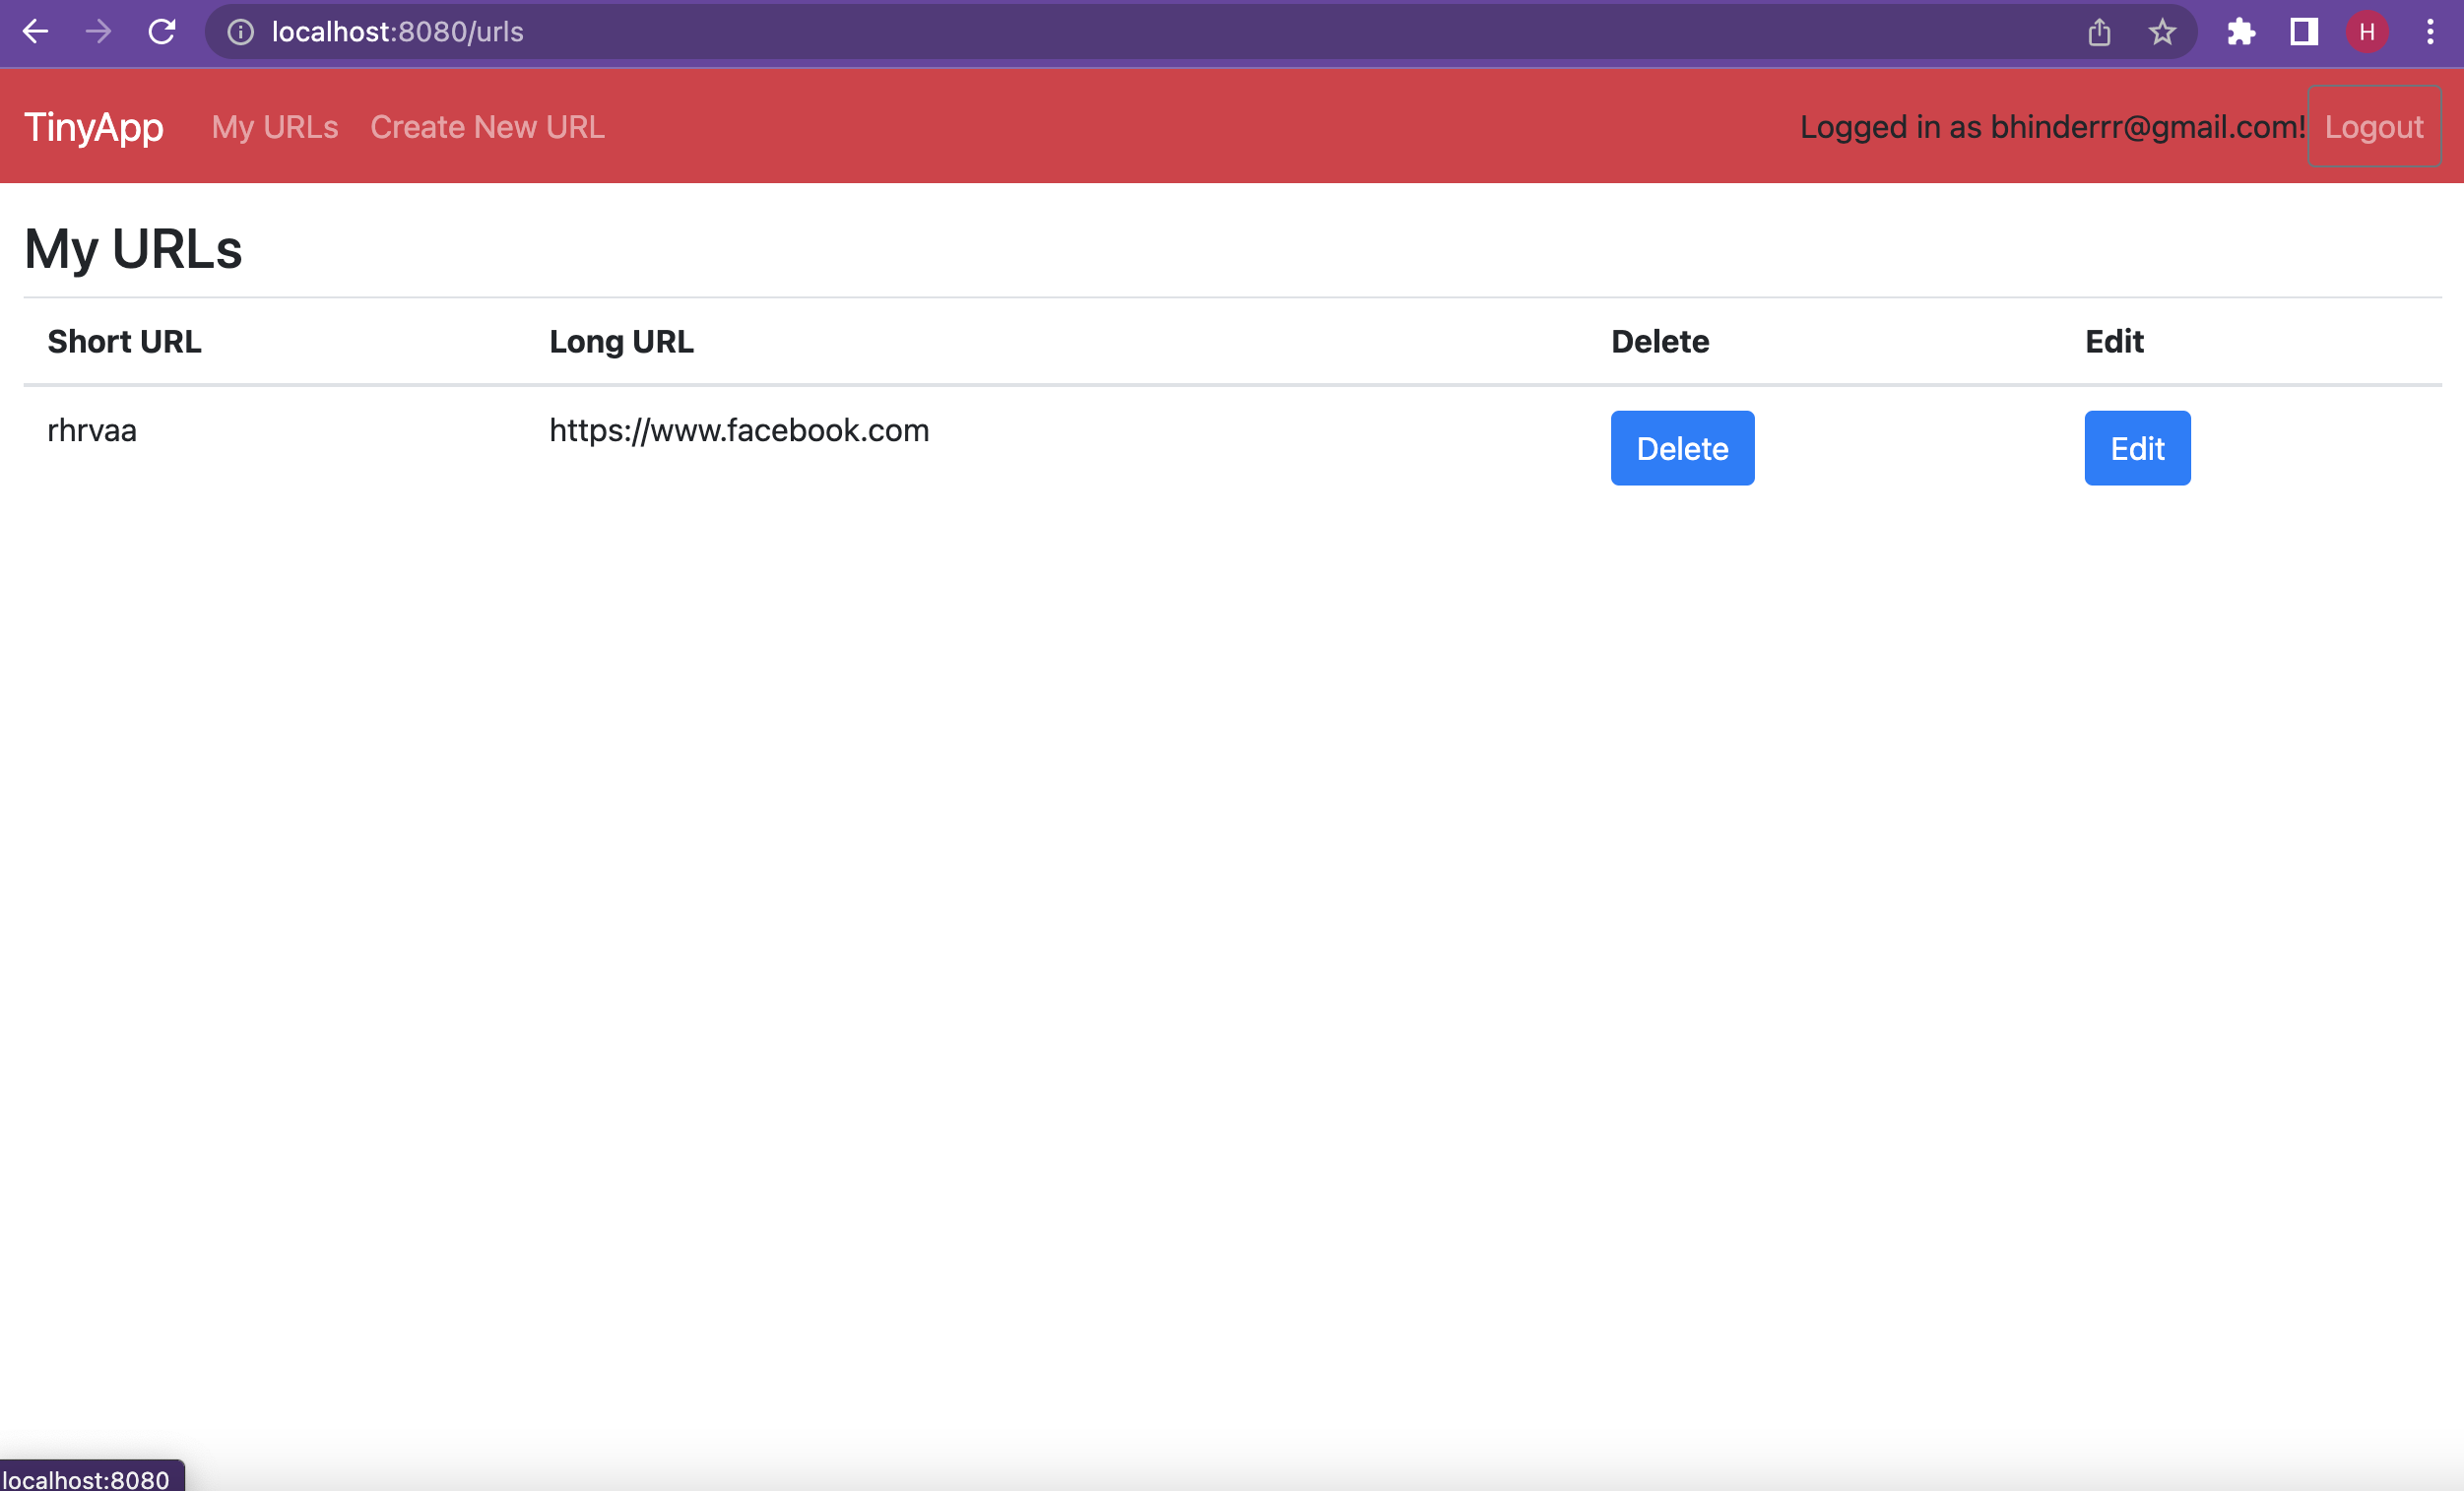 localhost:8080/urls
H
TinyApp My URLs Create New URL Logged in as bhinderrr@gmail.com! Logout
My URLs
Short URL Long URL Delete Edit
rhrvaa https://www.facebook.com Delete Edit
localhost:8080